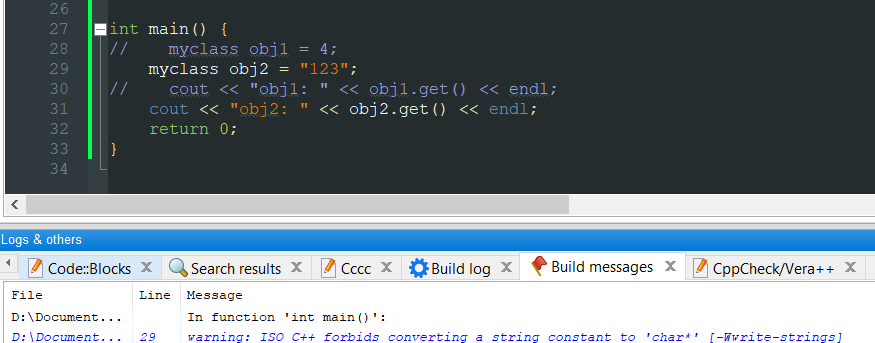 26
27 int main() {
28 //    myclass obj1 = 4;
29     myclass obj2 = "123";
30 //    cout << "obj1: " << obj1.get() << endl;
31     cout << "obj2: " << obj2.get() << endl;
32     return 0;
33 }
34
<
Logs & others
Code::Blocks X Search results X Cccc X Build log X Build messages X CppCheck/Vera++ X
File Line Message
D:\Document... In function 'int main()':
D:\Document... 29 warning: ISO C++ forbids converting a string constant to 'char*' [-Wwrite-strings]